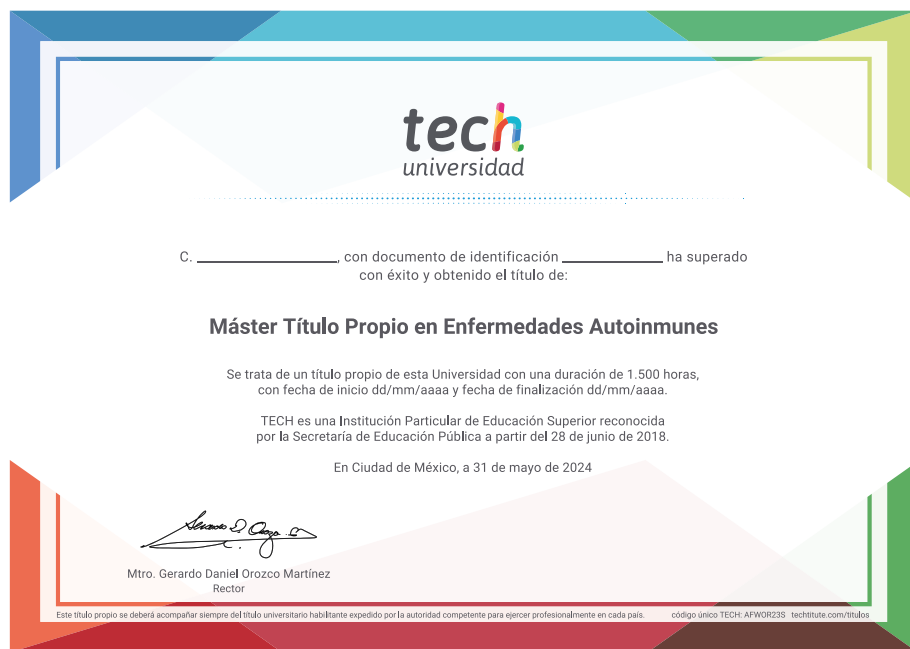 tech
universidad
C. ____________________, con documento de identificación ______________ ha superado
con éxito y obtenido el título de:
Máster Título Propio en Enfermedades Autoinmunes
Se trata de un título propio de esta Universidad con una duración de 1.500 horas,
con fecha de inicio dd/mm/aaaa y fecha de finalización dd/mm/aaaa.
TECH es una Institución Particular de Educación Superior reconocida
por la Secretaría de Educación Pública a partir del 28 de junio de 2018.
En Ciudad de México, a 31 de mayo de 2024
Mtro. Gerardo Daniel Orozco Martínez
Rector
Este título propio se deberá acompañar siempre del título universitario habilitante expedido por la autoridad competente para ejercer profesionalmente en cada país. código único TECH: AFWOR23S techtitute.com/titulos